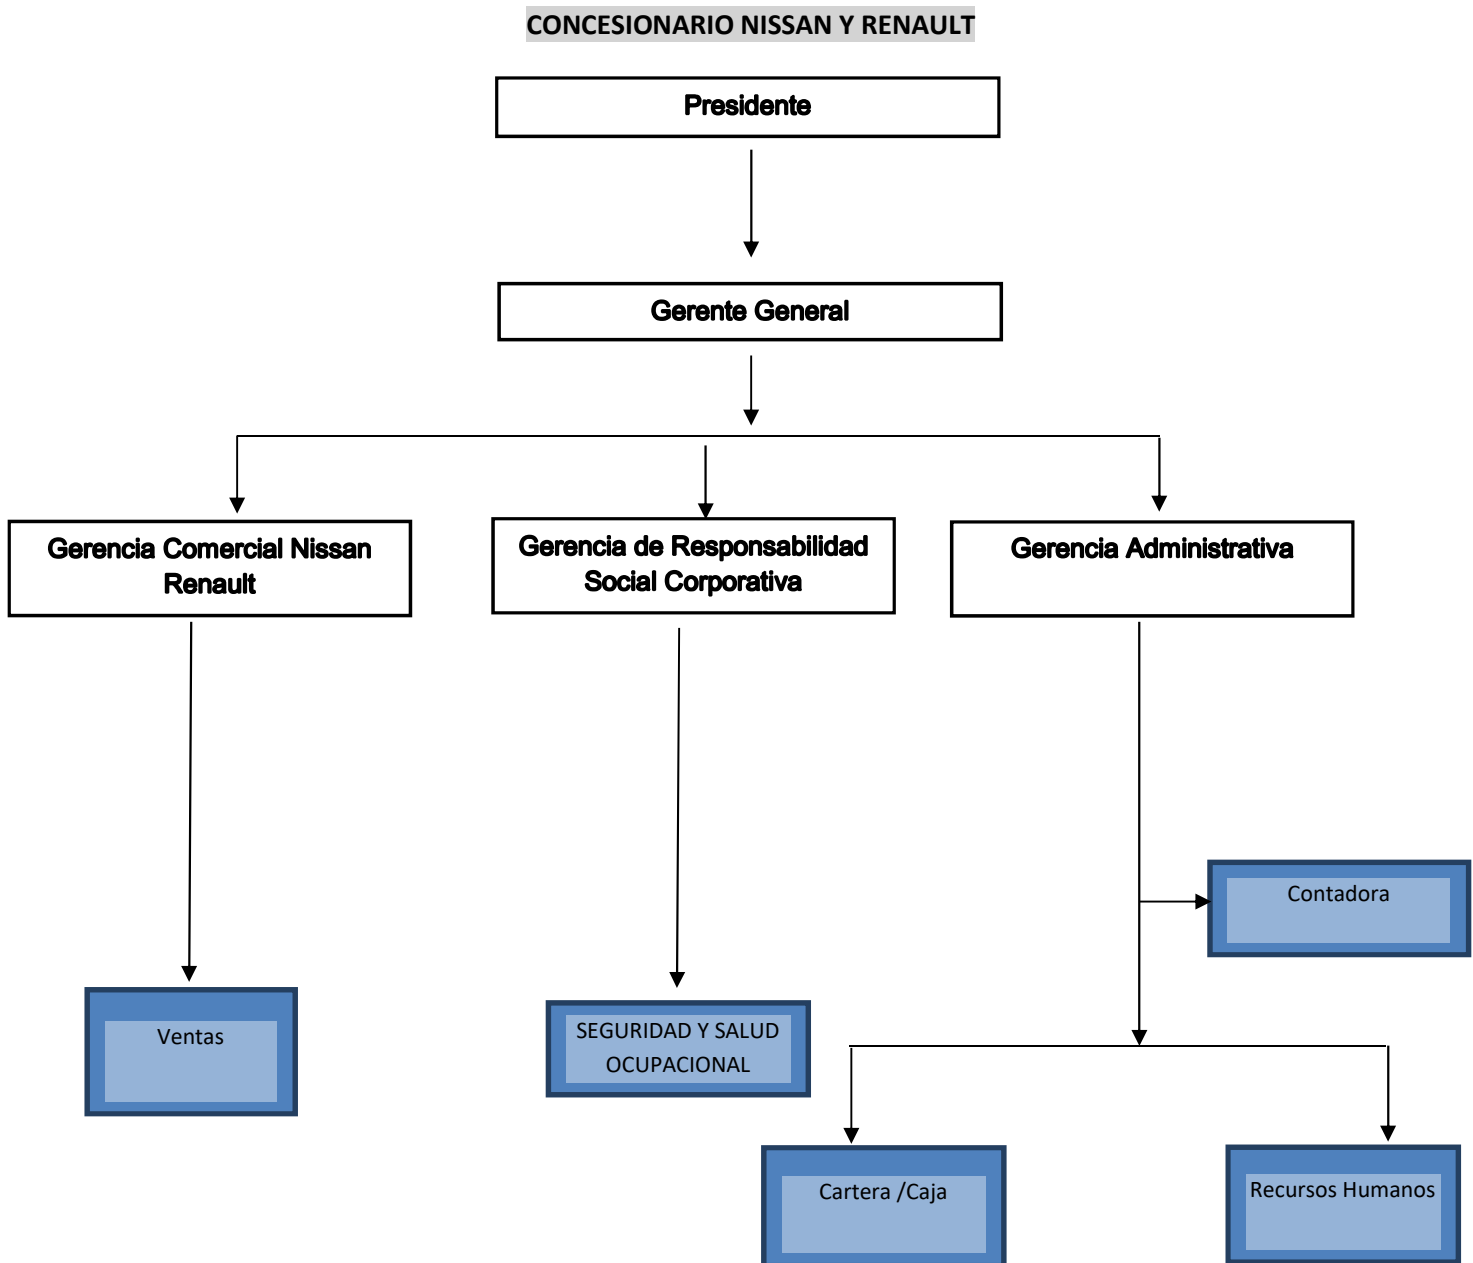 CONCESIONARIO NISSAN Y RENAULT
Presidente
Gerente General
Gerencia Comercial Nissan
Renault
Gerencia de Responsabilidad
Social Corporativa
Gerencia Administrativa
Contadora
Ventas
SEGURIDAD Y SALUD
OCUPACIONAL
Cartera /Caja
Recursos Humanos